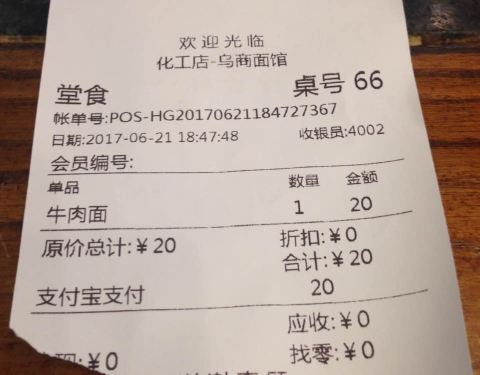 欢迎光临
化工店-乌商面馆
堂食 桌号 66
帐单号:POS-HG20170621184727367
日期:2017-06-21 18:47:48 收银员:4002
会员编号:
单品 数量 金额
牛肉面 1 20
原价总计:¥20 折扣:¥0
合计:¥20
支付宝支付 20
应收:¥0
现:¥0 找零:¥0